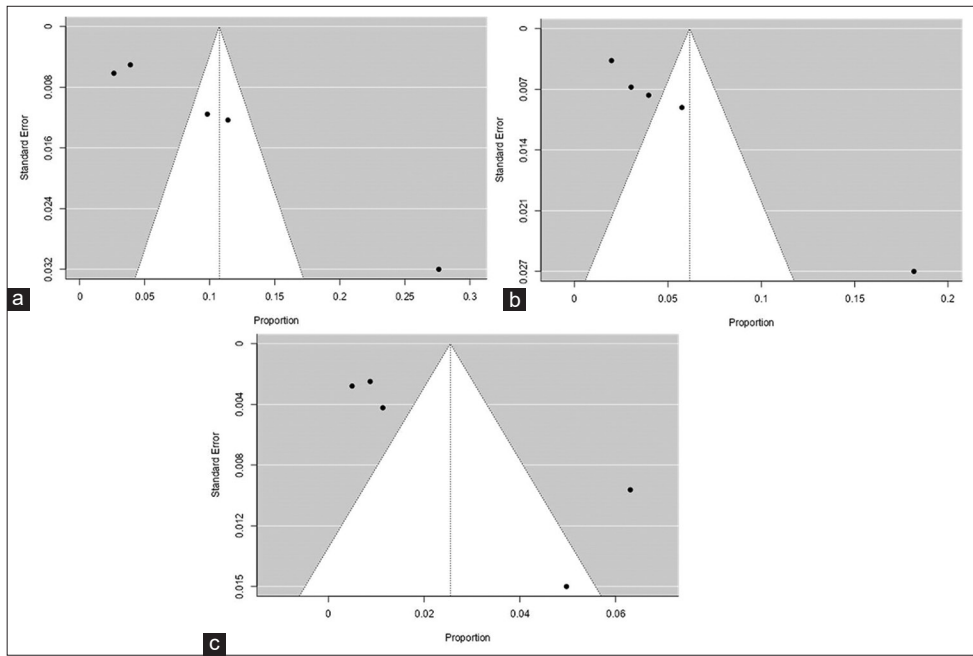 0
0.008
0.016
0.024
0.032
Standard Error
0 0.05 0.1 0.15 0.2 0.25 0.3
Proportion
a
0
0.007
0.014
0.021
0.027
Standard Error
0 0.05 0.1 0.15 0.2
Proportion
b
0
0.004
0.008
0.012
0.015
Standard Error
0 0.02 0.04 0.06
Proportion
c